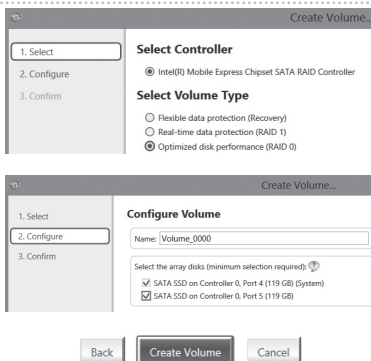 Create Volume...
1. Select
2. Configure
3. Confirm
Select Controller
Intel(R) Mobile Express Chipset SATA RAID Controller
Select Volume Type
Flexible data protection (Recovery)
Real-time data protection (RAID 1)
Optimized disk performance (RAID 0)
Create Volume...
1. Select
2. Configure
3. Confirm
Configure Volume
Name: Volume_0000
Select the array disks (minimum selection required): ?
SATA SSD on Controller 0, Port 4 (119 GB) (System)
SATA SSD on Controller 0, Port 5 (119 GB)
Back Create Volume Cancel